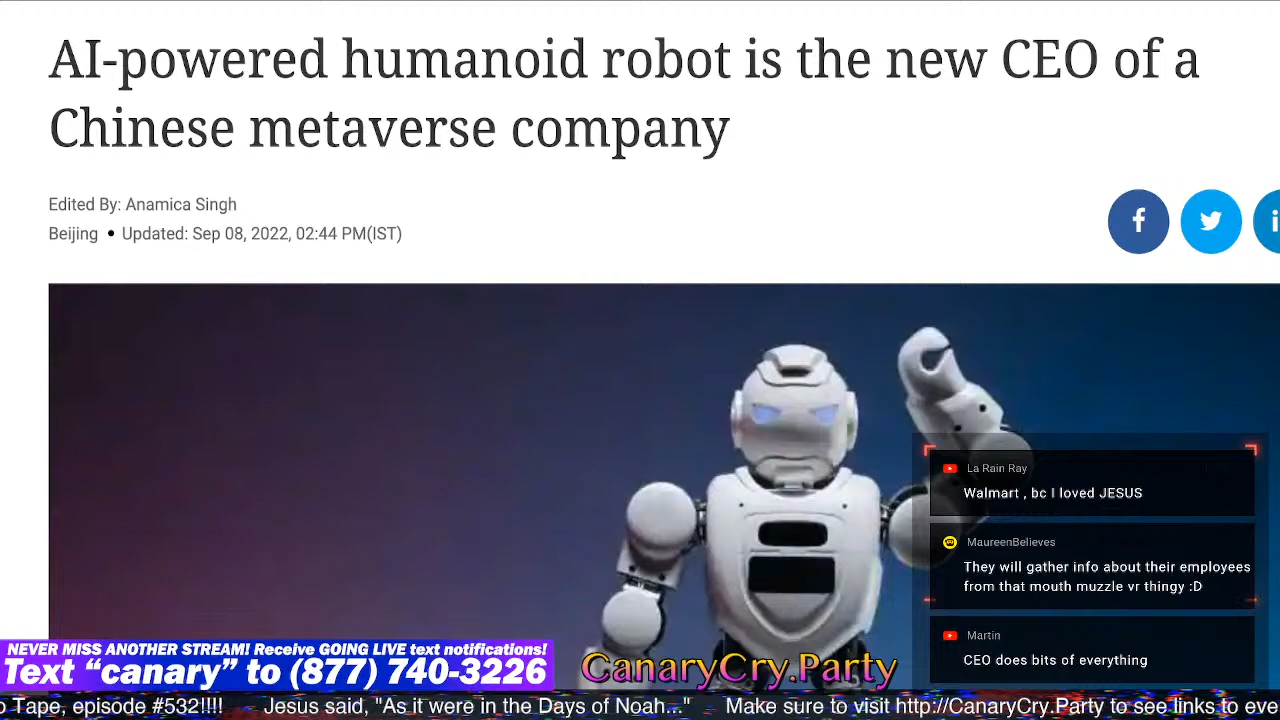 AI-powered humanoid robot is the new CEO of a
Chinese metaverse company
Edited By: Anamica Singh
Beijing • Updated: Sep 08, 2022, 02:44 PM(IST)
La Rain Ray
Walmart , bc I loved JESUS
MaureenBelieves
They will gather info about their employees
from that mouth muzzle vr thingy :D
Martin
CEO does bits of everything
NEVER MISS ANOTHER STREAM! Receive GOING LIVE text notifications!
Text “canary” to (877) 740-3226
CanaryCry.Party
o Tape, episode #532!!!! Jesus said, "As it were in the Days of Noah..." Make sure to visit http://CanaryCry.Party to see links to eve